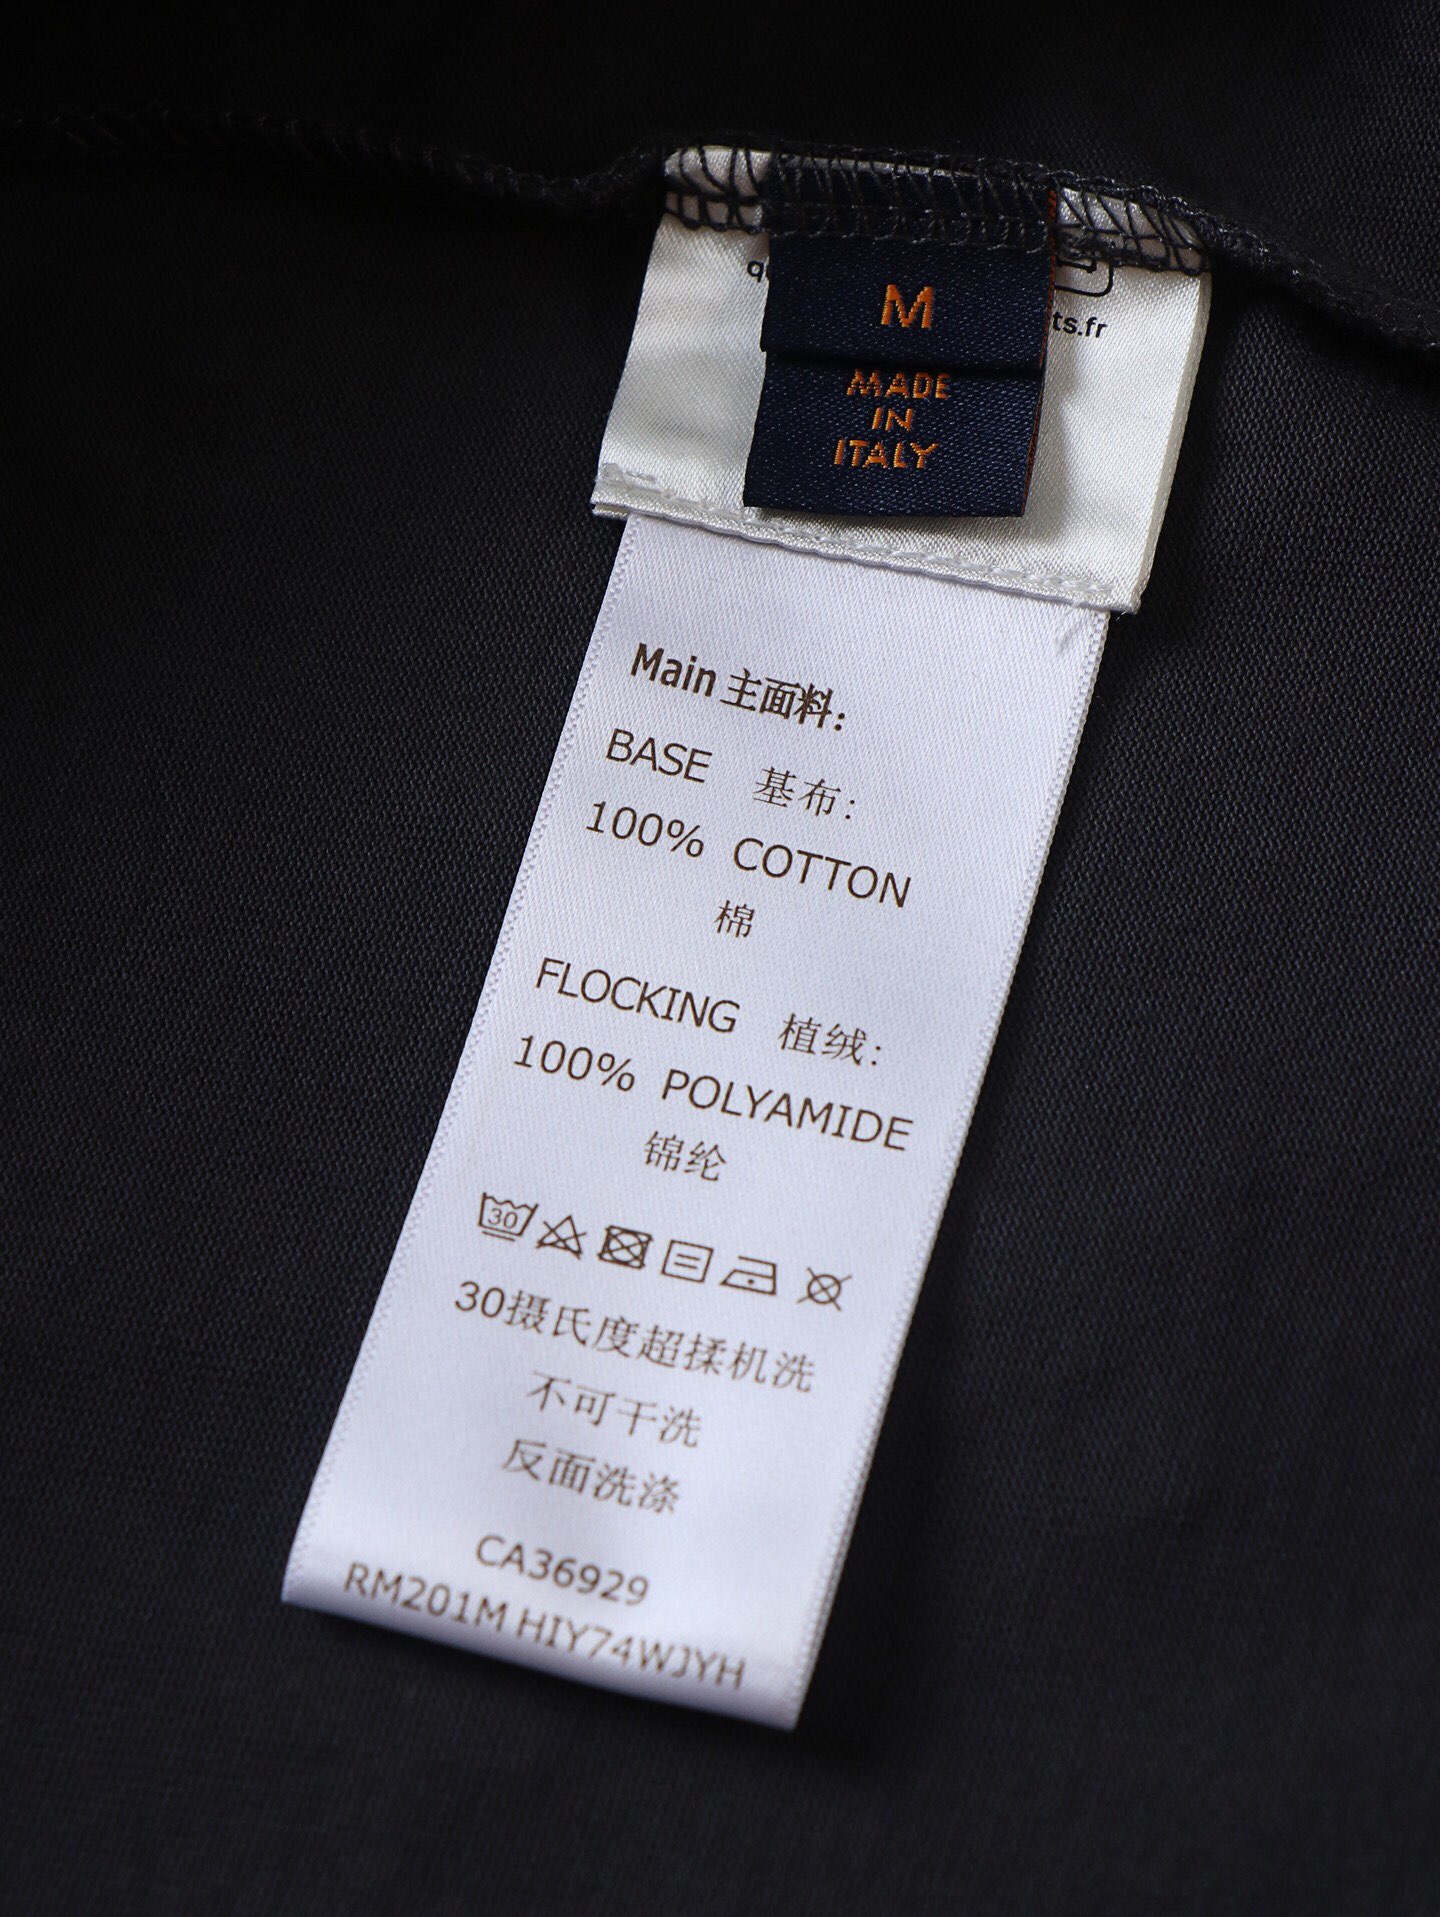 M
ts.fr
MADE
IN
ITALY
Main 主面料:
BASE 基布:
100% COTTON
棉
FLOCKING 植绒:
100% POLYAMIDE
锦纶
30
30摄氏度超揉机洗
不可干洗
反面洗涤
CA36929
RM201M HIY74WJYH